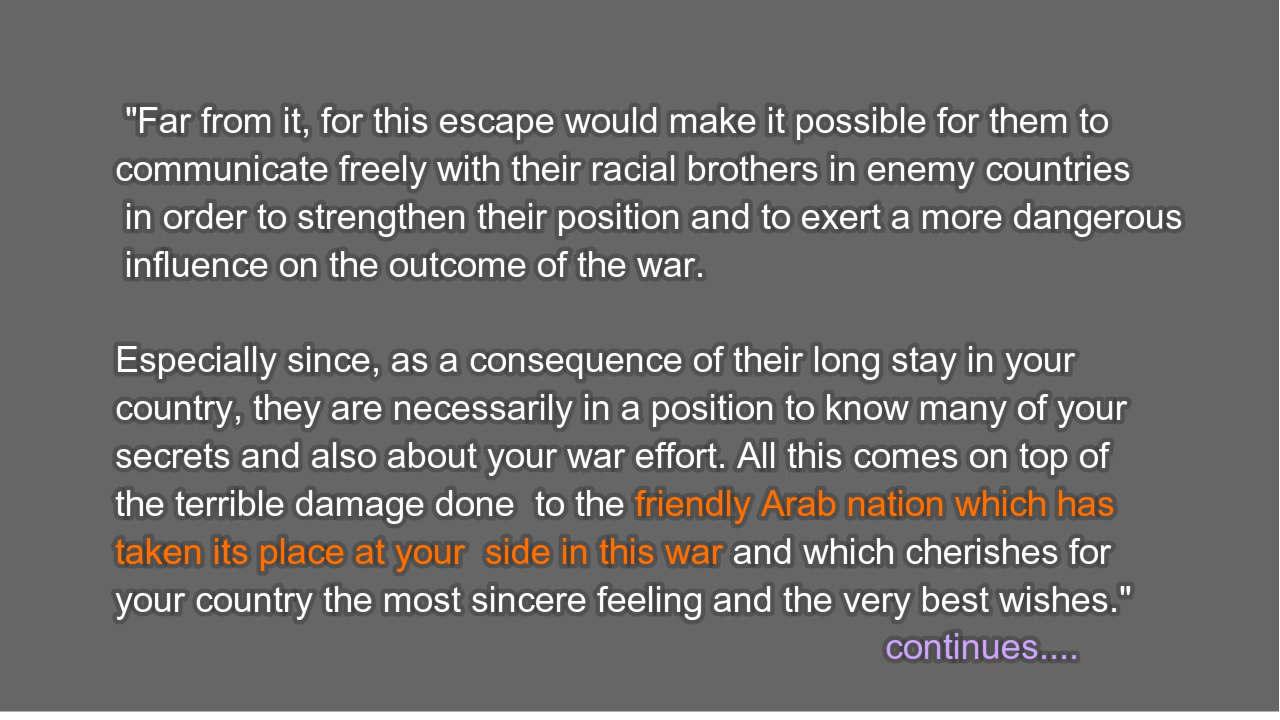 "Far from it, for this escape would make it possible for them to
communicate freely with their racial brothers in enemy countries
in order to strengthen their position and to exert a more dangerous
influence on the outcome of the war.
Especially since, as a consequence of their long stay in your
country, they are necessarily in a position to know many of your
secrets and also about your war effort. All this comes on top of
the terrible damage done  to the friendly Arab nation which has
taken its place at your  side in this war and which cherishes for
your country the most sincere feeling and the very best wishes."
continues....